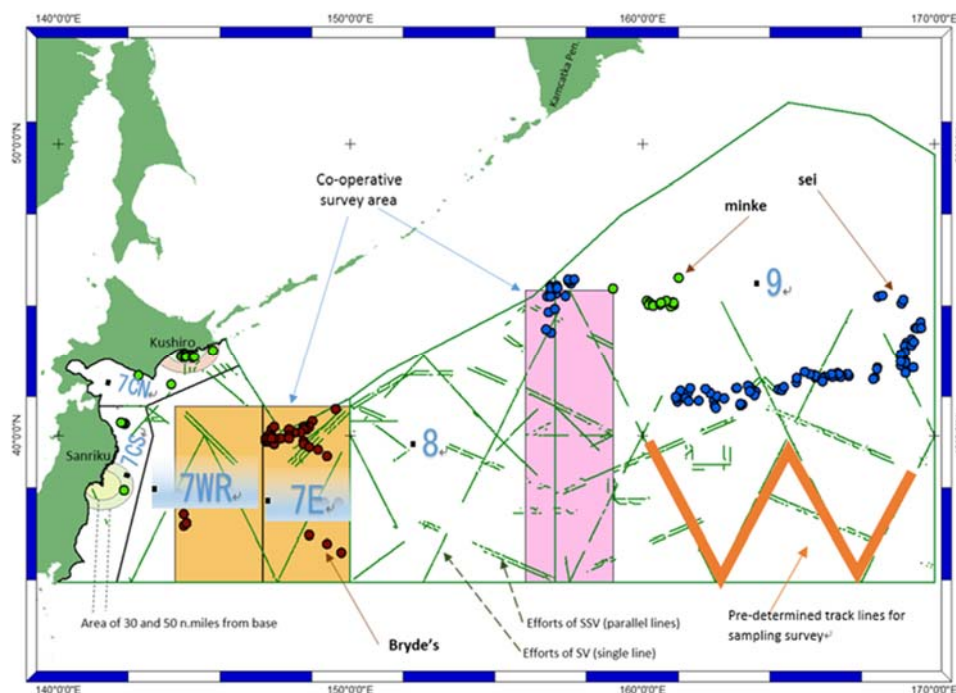 140°0'0"E
150°0'0"E
160°0'0"E
170°0'0"E
Kamcatka Pen.
50°0'0"N
Co-operative
survey area
sei
minke
9
Kushiro
7CN
40°0'0"N
8
7CS
Sanriku
7WR
7E
Area of 30 and 50 n.miles from base
Efforts of SSV (parallel lines)
Pre-determined track lines for
sampling survey
Bryde's
Efforts of SV (single line)
140°0'0"E
150°0'0"E
160°0'0"E
170°0'0"E